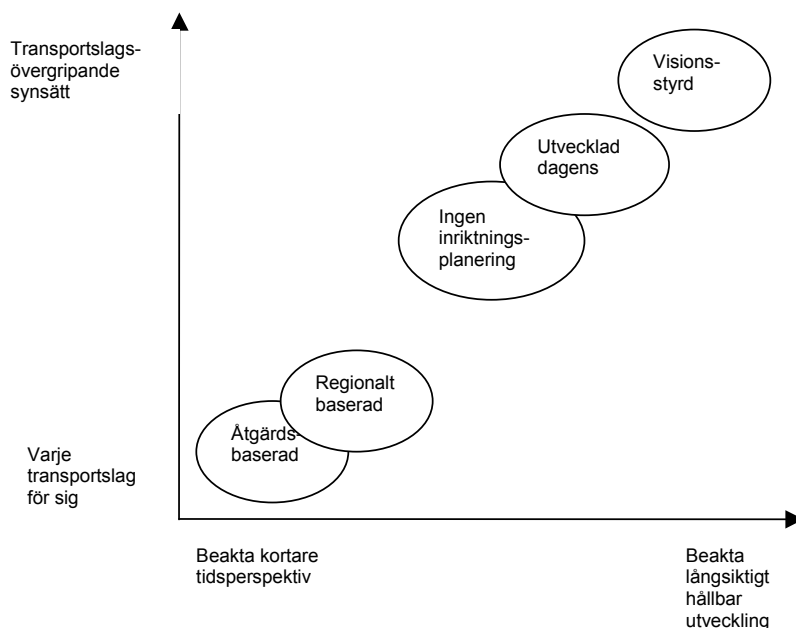 Transportslags-
övergripande
synsätt
Visions-
styrd
Utvecklad
dagens
Ingen
inriktnings-
planering
Regionalt
baserad
Åtgärds-
baserad
Varje
transportslag
för sig
Beakta kortare
tidsperspektiv
Beakta
långsiktigt
hållbar
utveckling